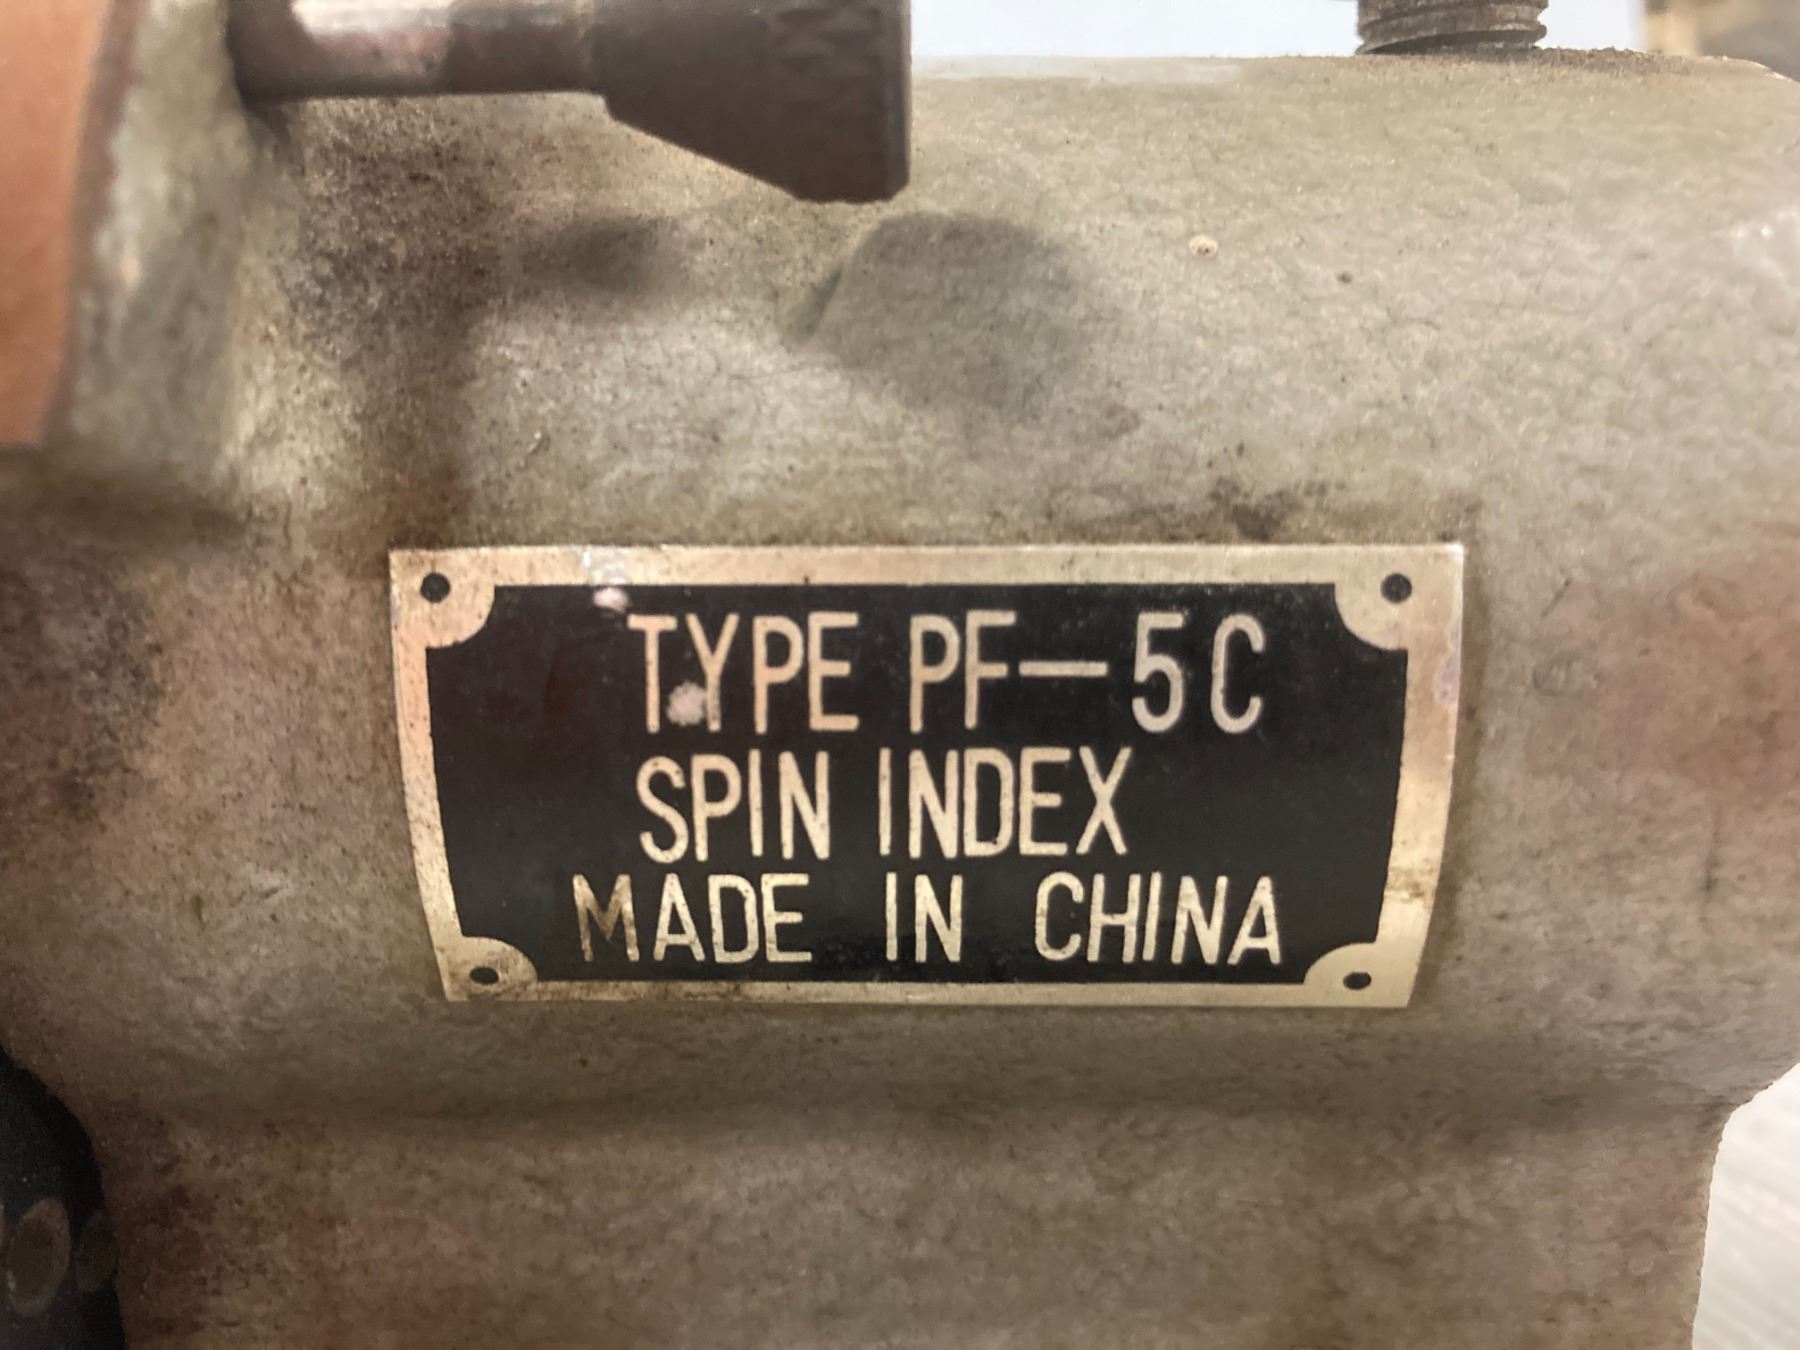 TYPE PF—5C
SPIN INDEX
MADE IN CHINA